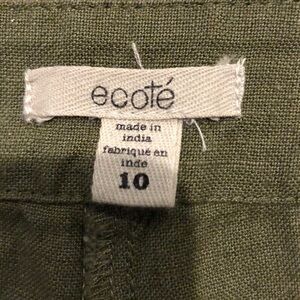 ecoté
made in
india
fabriqué en
inde
10